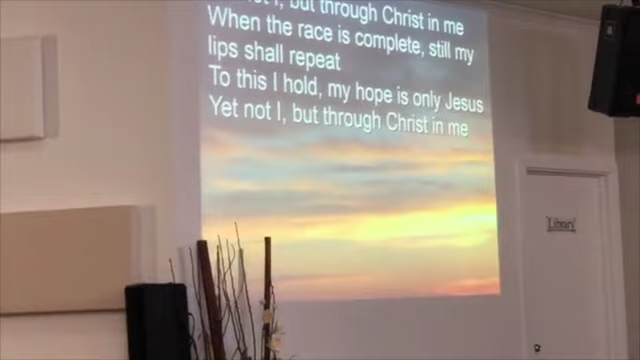 not I, but through Christ in me
When the race is complete, still my
lips shall repeat
To this I hold, my hope is only Jesus
Yet not I, but through Christ in me
Library